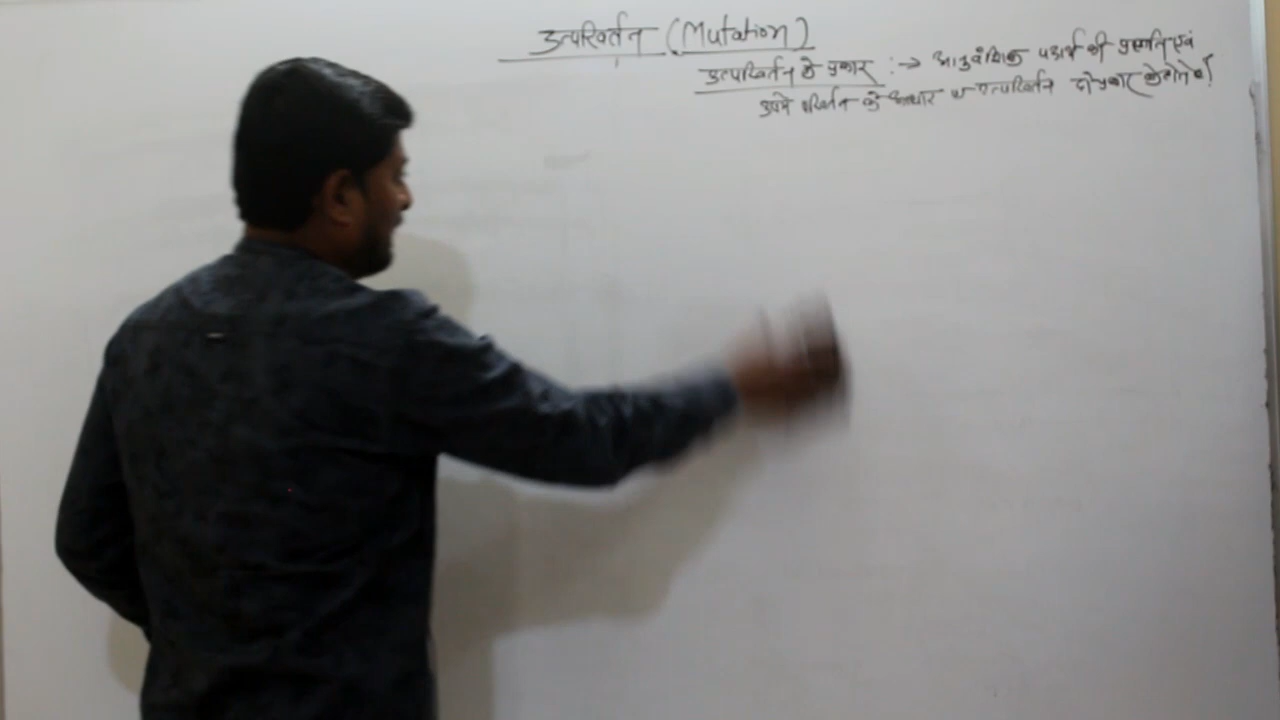 उत्परिवर्तन (Mutation)
उत्परिवर्तन के प्रकार :→ आनुवंशिक पदार्थ की एवं
उसमे परिवर्तन के आधार पर उत्परिवर्तन दो प्रकार के होते है।